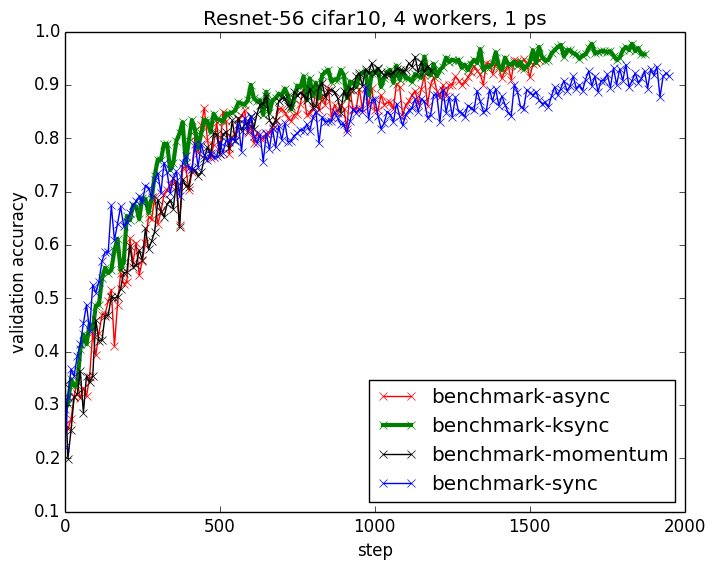 Resnet-56 cifar10, 4 workers, 1 ps
1.0
0.9
0.8
0.7
0.6
0.5
0.4
0.3
0.2
0.1
validation accuracy
benchmark-async
benchmark-ksync
benchmark-momentum
benchmark-sync
0 500 1000 1500 2000
step